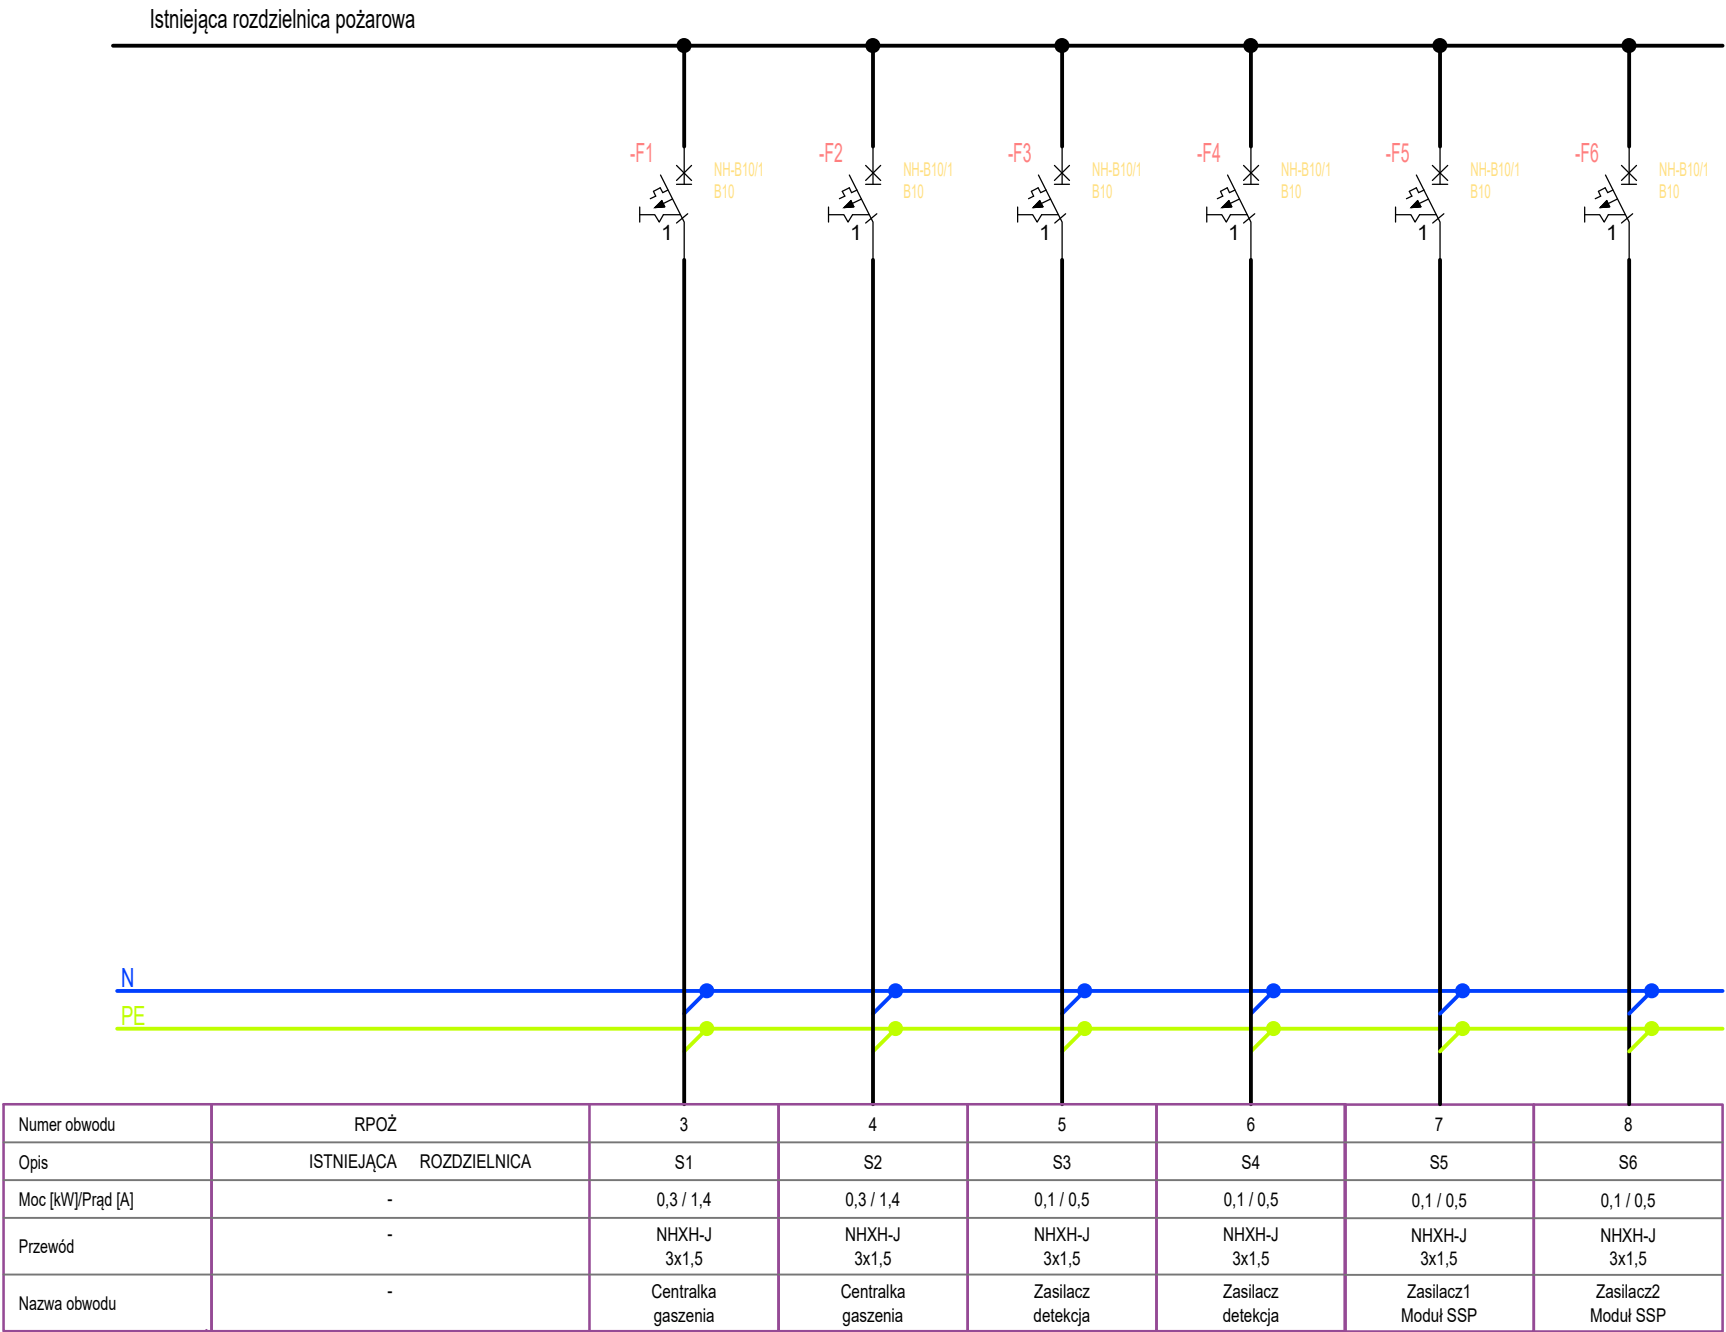 Istniejąca rozdzielnica pożarowa
-F1 -F2 -F3 -F4 -F5 -F6
NH-B10/1 NH-B10/1 NH-B10/1 NH-B10/1 NH-B10/1 NH-B10/1
B10 B10 B10 B10 B10 B10
1 1 1 1 1 1
N
PE
Numer obwodu RPOŻ 3 4 5 6 7 8
Opis ISTNIEJĄCA ROZDZIELNICA S1 S2 S3 S4 S5 S6
Moc [kW]/Prąd [A] - 0,3 / 1,4 0,3 / 1,4 0,1 / 0,5 0,1 / 0,5 0,1 / 0,5 0,1 / 0,5
Przewód - NHXH-J NHXH-J NHXH-J NHXH-J NHXH-J NHXH-J
3x1,5 3x1,5 3x1,5 3x1,5 3x1,5 3x1,5
Nazwa obwodu - Centralka Centralka Zasilacz Zasilacz Zasilacz1 Zasilacz2
gaszenia gaszenia detekcja detekcja Moduł SSP Moduł SSP